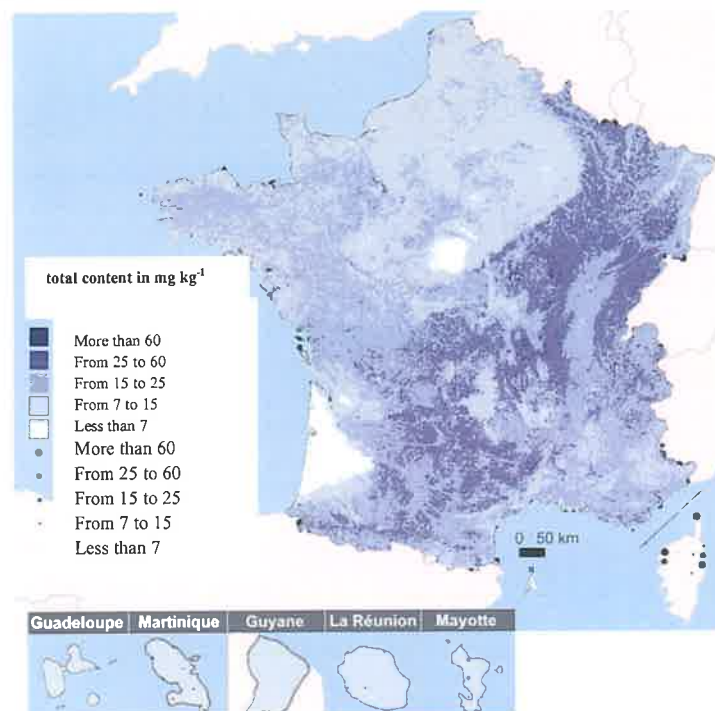 total content in mg kg-1
More than 60
From 25 to 60
From 15 to 25
From 7 to 15
Less than 7
More than 60
From 25 to 60
From 15 to 25
From 7 to 15
Less than 7
0 50 km
N
Guadeloupe Martinique Guyane La Réunion Mayotte